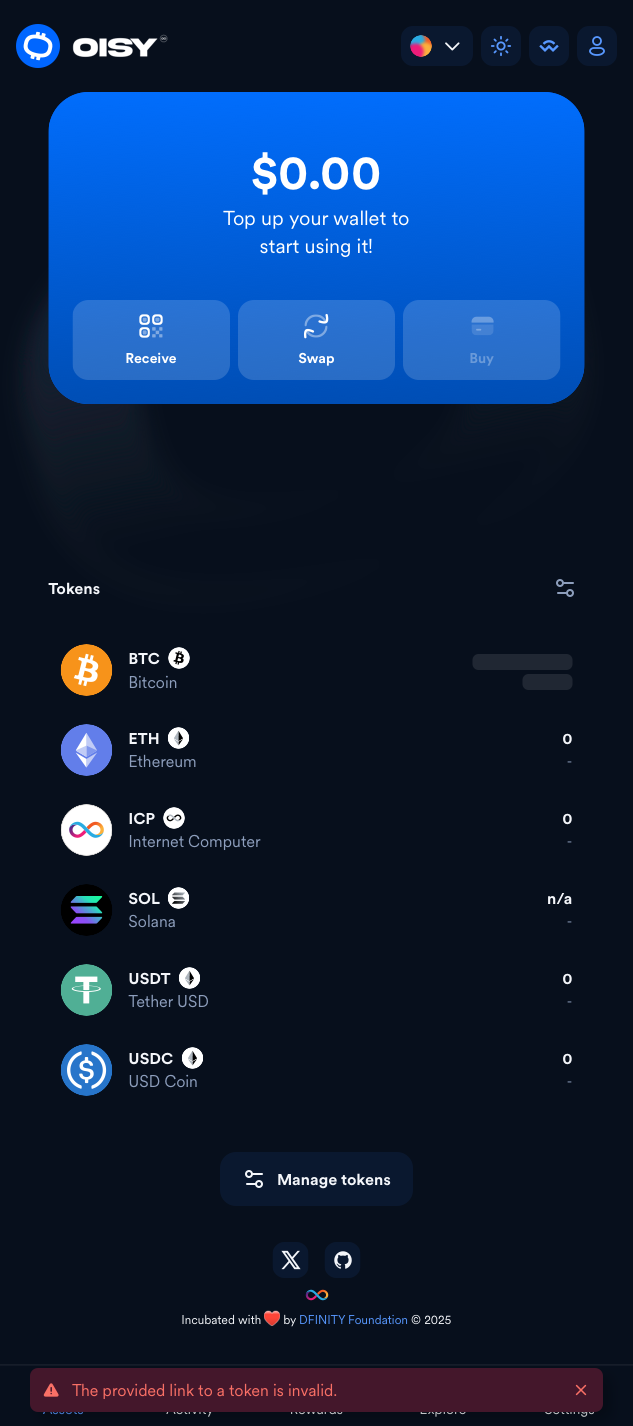 OISY
$0.00
Top up your wallet to
start using it!
Receive
Swap
Buy
Tokens
BTC
Bitcoin
ETH
Ethereum
0
-
ICP
Internet Computer
0
-
SOL
Solana
n/a
-
USDT
Tether USD
0
-
USDC
USD Coin
0
-
Manage tokens
Incubated with ❤️ by DFINITY Foundation © 2025
The provided link to a token is invalid.
Assets Activity Rewards Explore Settings